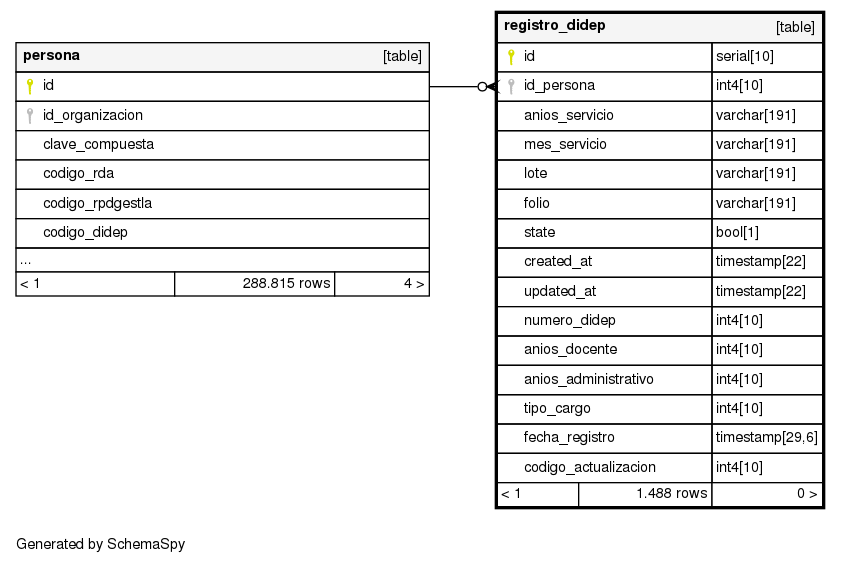 persona [table]
id
id_organizacion
clave_compuesta
codigo_rda
codigo_rpdgestla
codigo_didep
...
< 1 288.815 rows 4 >
registro_didep [table]
id serial[10]
id_persona int4[10]
anios_servicio varchar[191]
mes_servicio varchar[191]
lote varchar[191]
folio varchar[191]
state bool[1]
created_at timestamp[22]
updated_at timestamp[22]
numero_didep int4[10]
anios_docente int4[10]
anios_administrativo int4[10]
tipo_cargo int4[10]
fecha_registro timestamp[29,6]
codigo_actualizacion int4[10]
< 1 1.488 rows 0 >
Generated by SchemaSpy